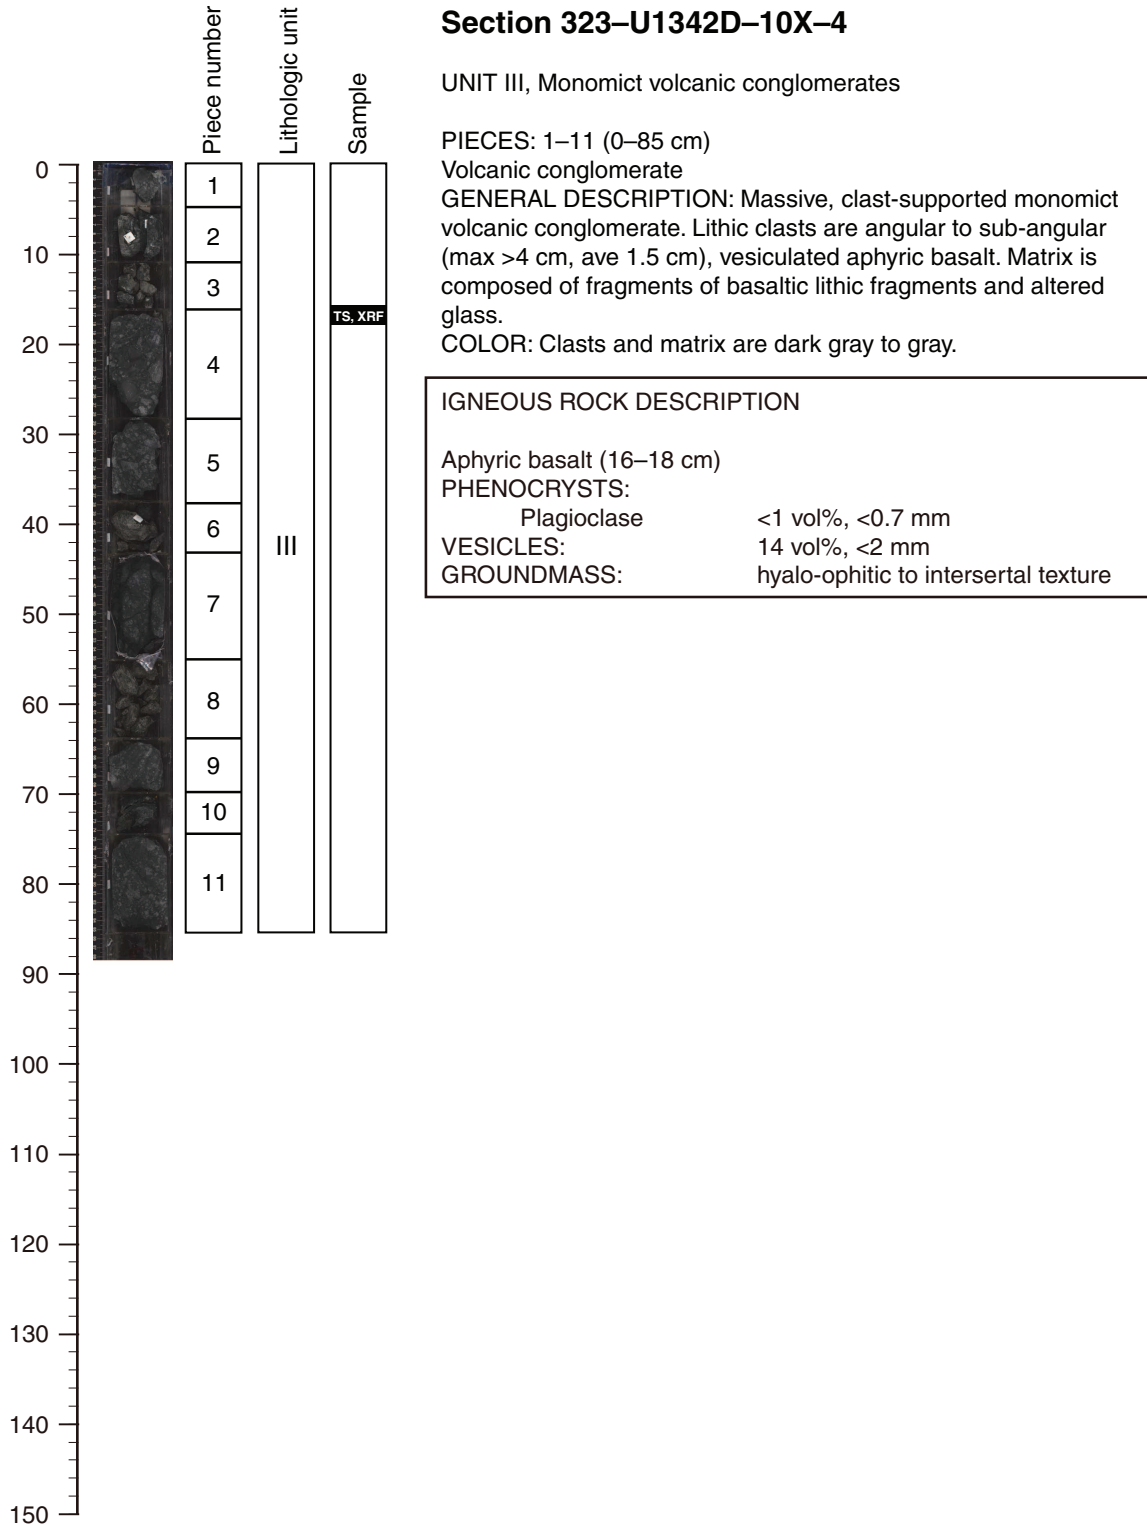 Section 323–U1342D–10X–4
Piece number
Lithologic unit
Sample
UNIT III, Monomict volcanic conglomerates
PIECES: 1–11 (0–85 cm)
Volcanic conglomerate
GENERAL DESCRIPTION: Massive, clast-supported monomict
volcanic conglomerate. Lithic clasts are angular to sub-angular
(max >4 cm, ave 1.5 cm), vesiculated aphyric basalt. Matrix is
composed of fragments of basaltic lithic fragments and altered
glass.
COLOR: Clasts and matrix are dark gray to gray.
IGNEOUS ROCK DESCRIPTION
Aphyric basalt (16–18 cm)
PHENOCRYSTS:
Plagioclase <1 vol%, <0.7 mm
VESICLES: 14 vol%, <2 mm
GROUNDMASS: hyalo-ophitic to intersertal texture
0
10
20
30
40
50
60
70
80
90
100
110
120
130
140
150
1
2
3
4
5
6
7
8
9
10
11
III
TS, XRF